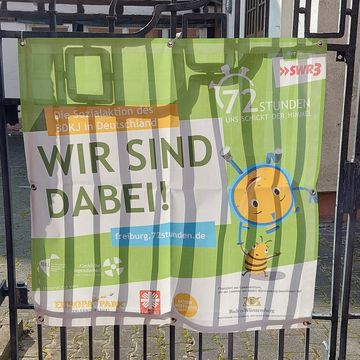 SWR3
72 STUNDEN
UNS SCHICKT DER HIMMEL
Die Sozialaktion des
BDKJ in Deutschland
WIR SIND
DABEI!
freiburg.72stunden.de
EUROPA PARK
Baden-Württemberg